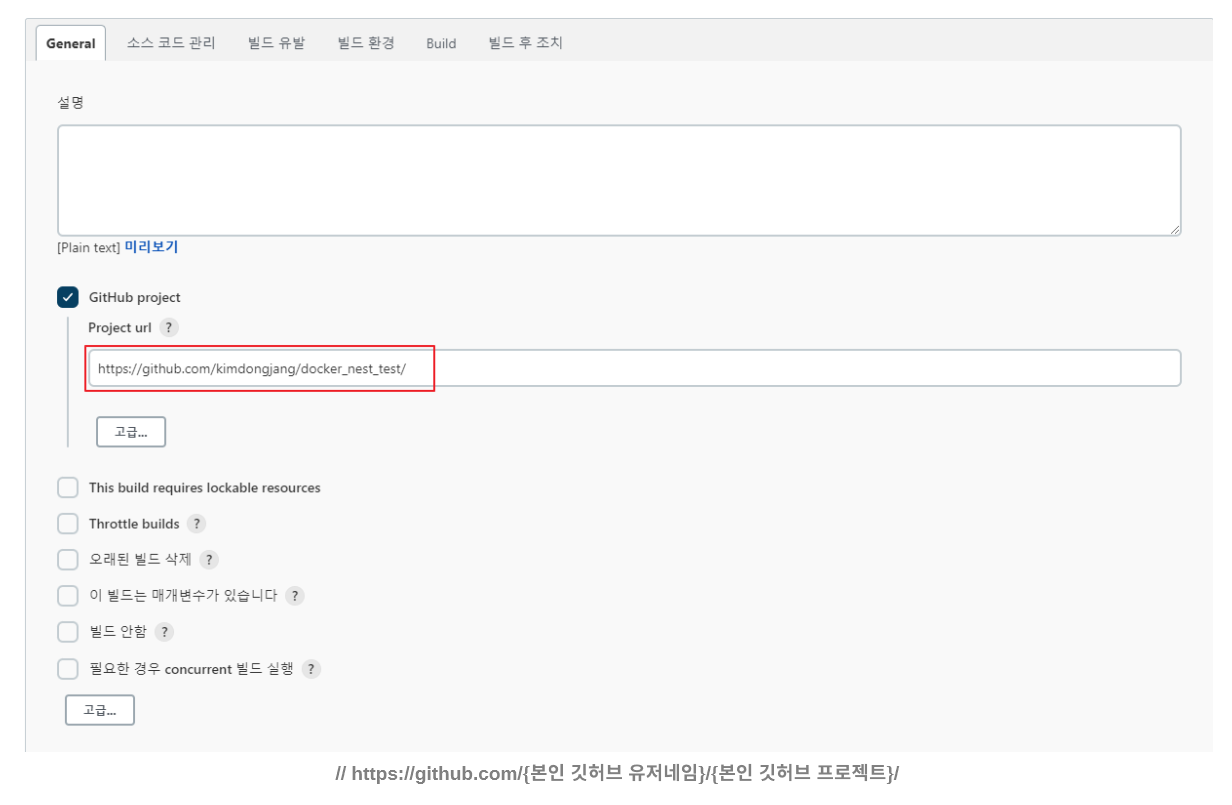 General 소스 코드 관리 빌드 유발 빌드 환경 Build 빌드 후 조치
설명
[Plain text] 미리보기
GitHub project
Project url ?
https://github.com/kimdongjang/docker_nest_test/
고급...
This build requires lockable resources
Throttle builds ?
오래된 빌드 삭제 ?
이 빌드는 매개변수가 있습니다 ?
빌드 안함 ?
필요한 경우 concurrent 빌드 실행 ?
고급...
// https://github.com/{본인 깃허브 유저네임}/{본인 깃허브 프로젝트}/